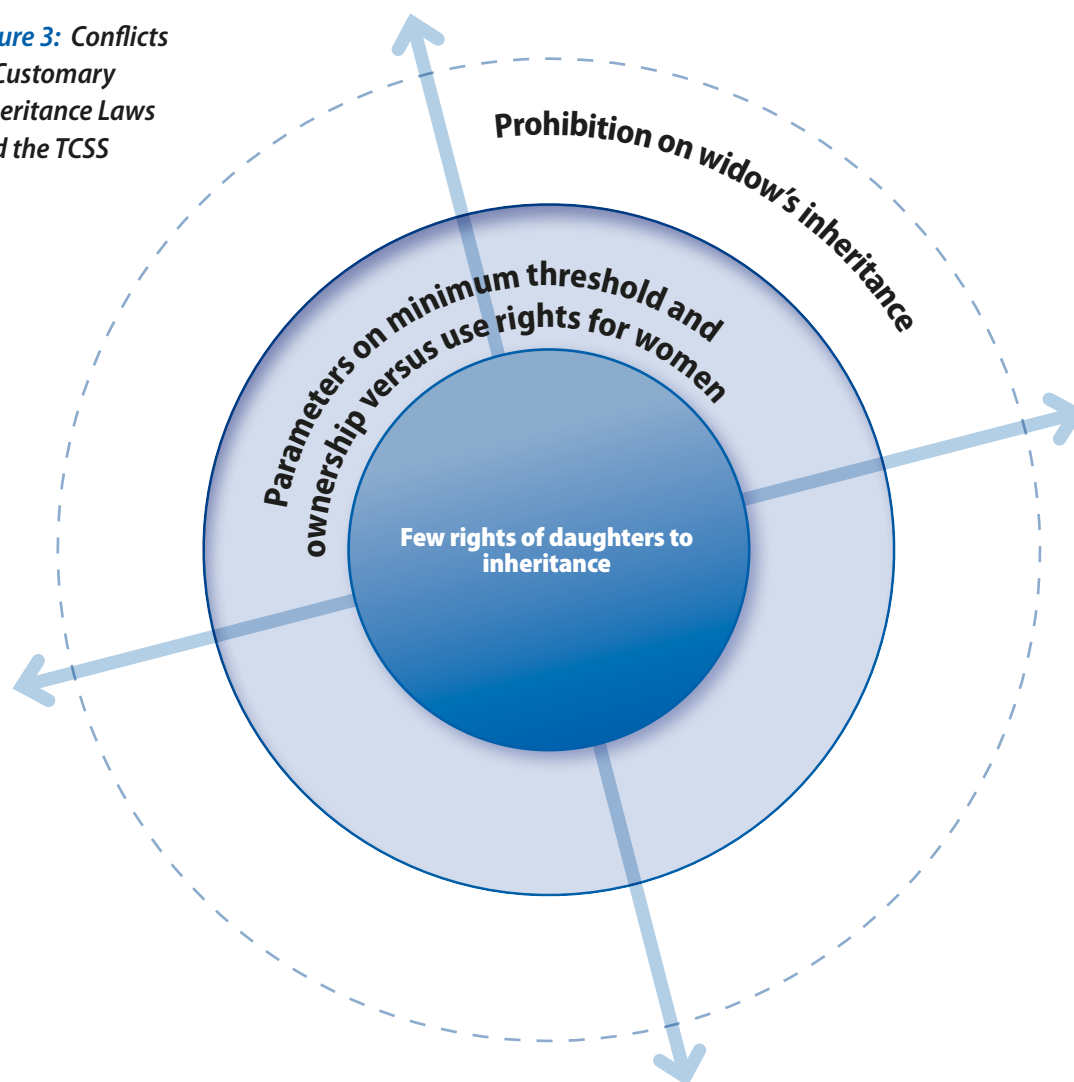 ure 3: Conflicts
Customary
eritance Laws
d the TCSS
Prohibition on widow's inheritance
Parameters on minimum threshold and
ownership versus use rights for women
Few rights of daughters to
inheritance